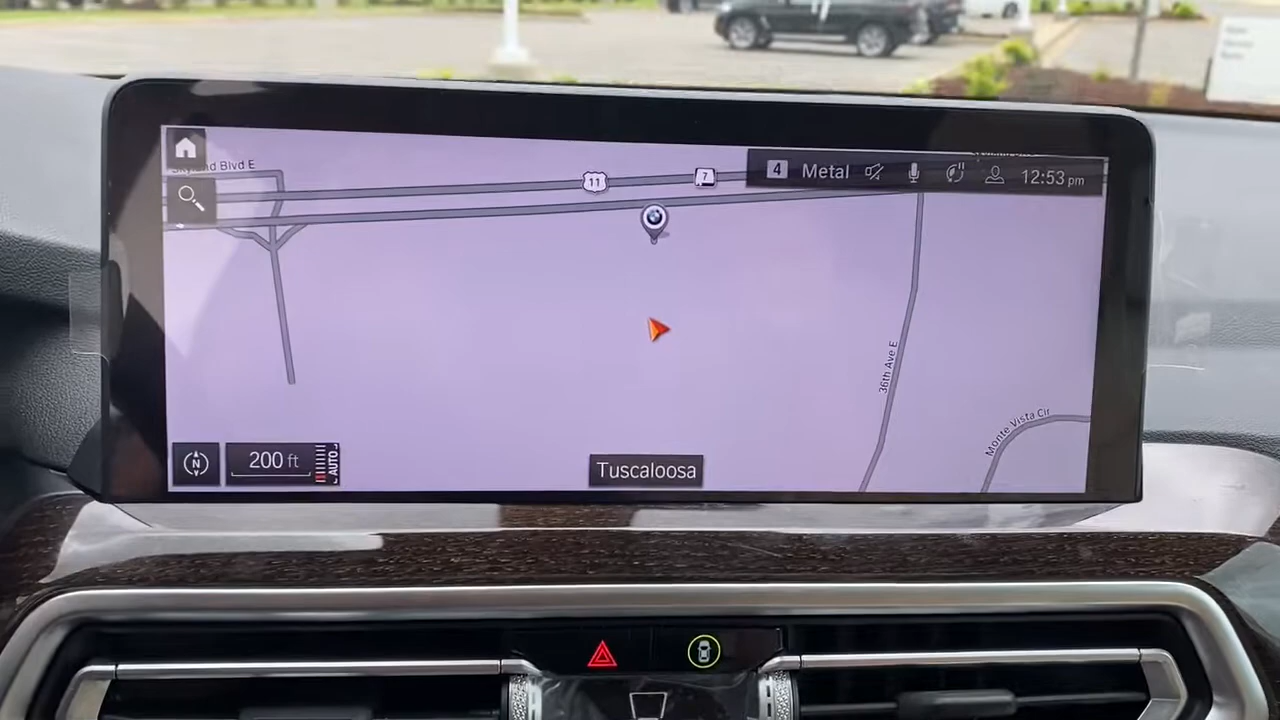 Blvd E
11
7
4 Metal 12:53 pm
36th Ave E
Monte Vista Cir
N
200 ft
AUTO
Tuscaloosa